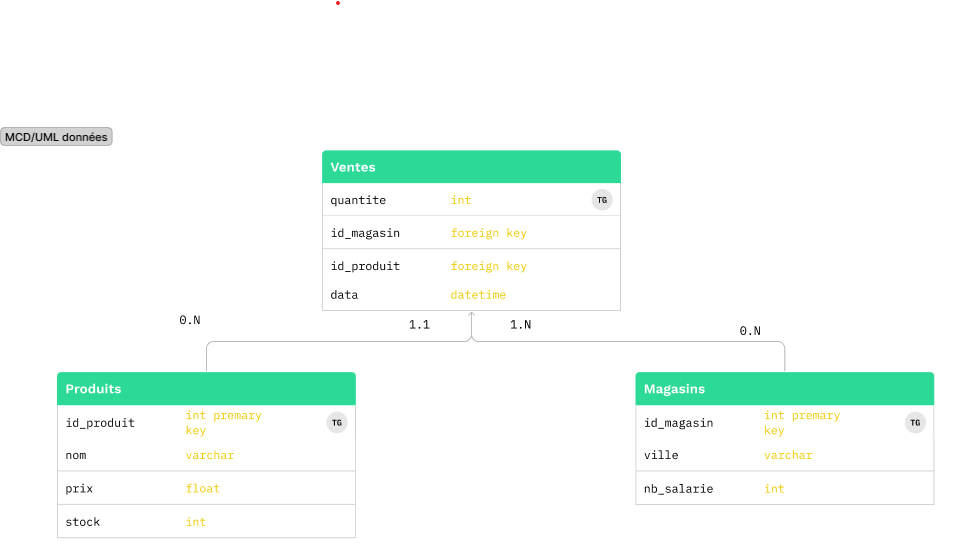 MCD/UML données
Ventes
quantite int TG
id_magasin foreign key
id_produit foreign key
data datetime
0.N 1.1 1.N 0.N
Produits
id_produit int premary key TG
nom varchar
prix float
stock int
Magasins
id_magasin int premary key TG
ville varchar
nb_salarie int